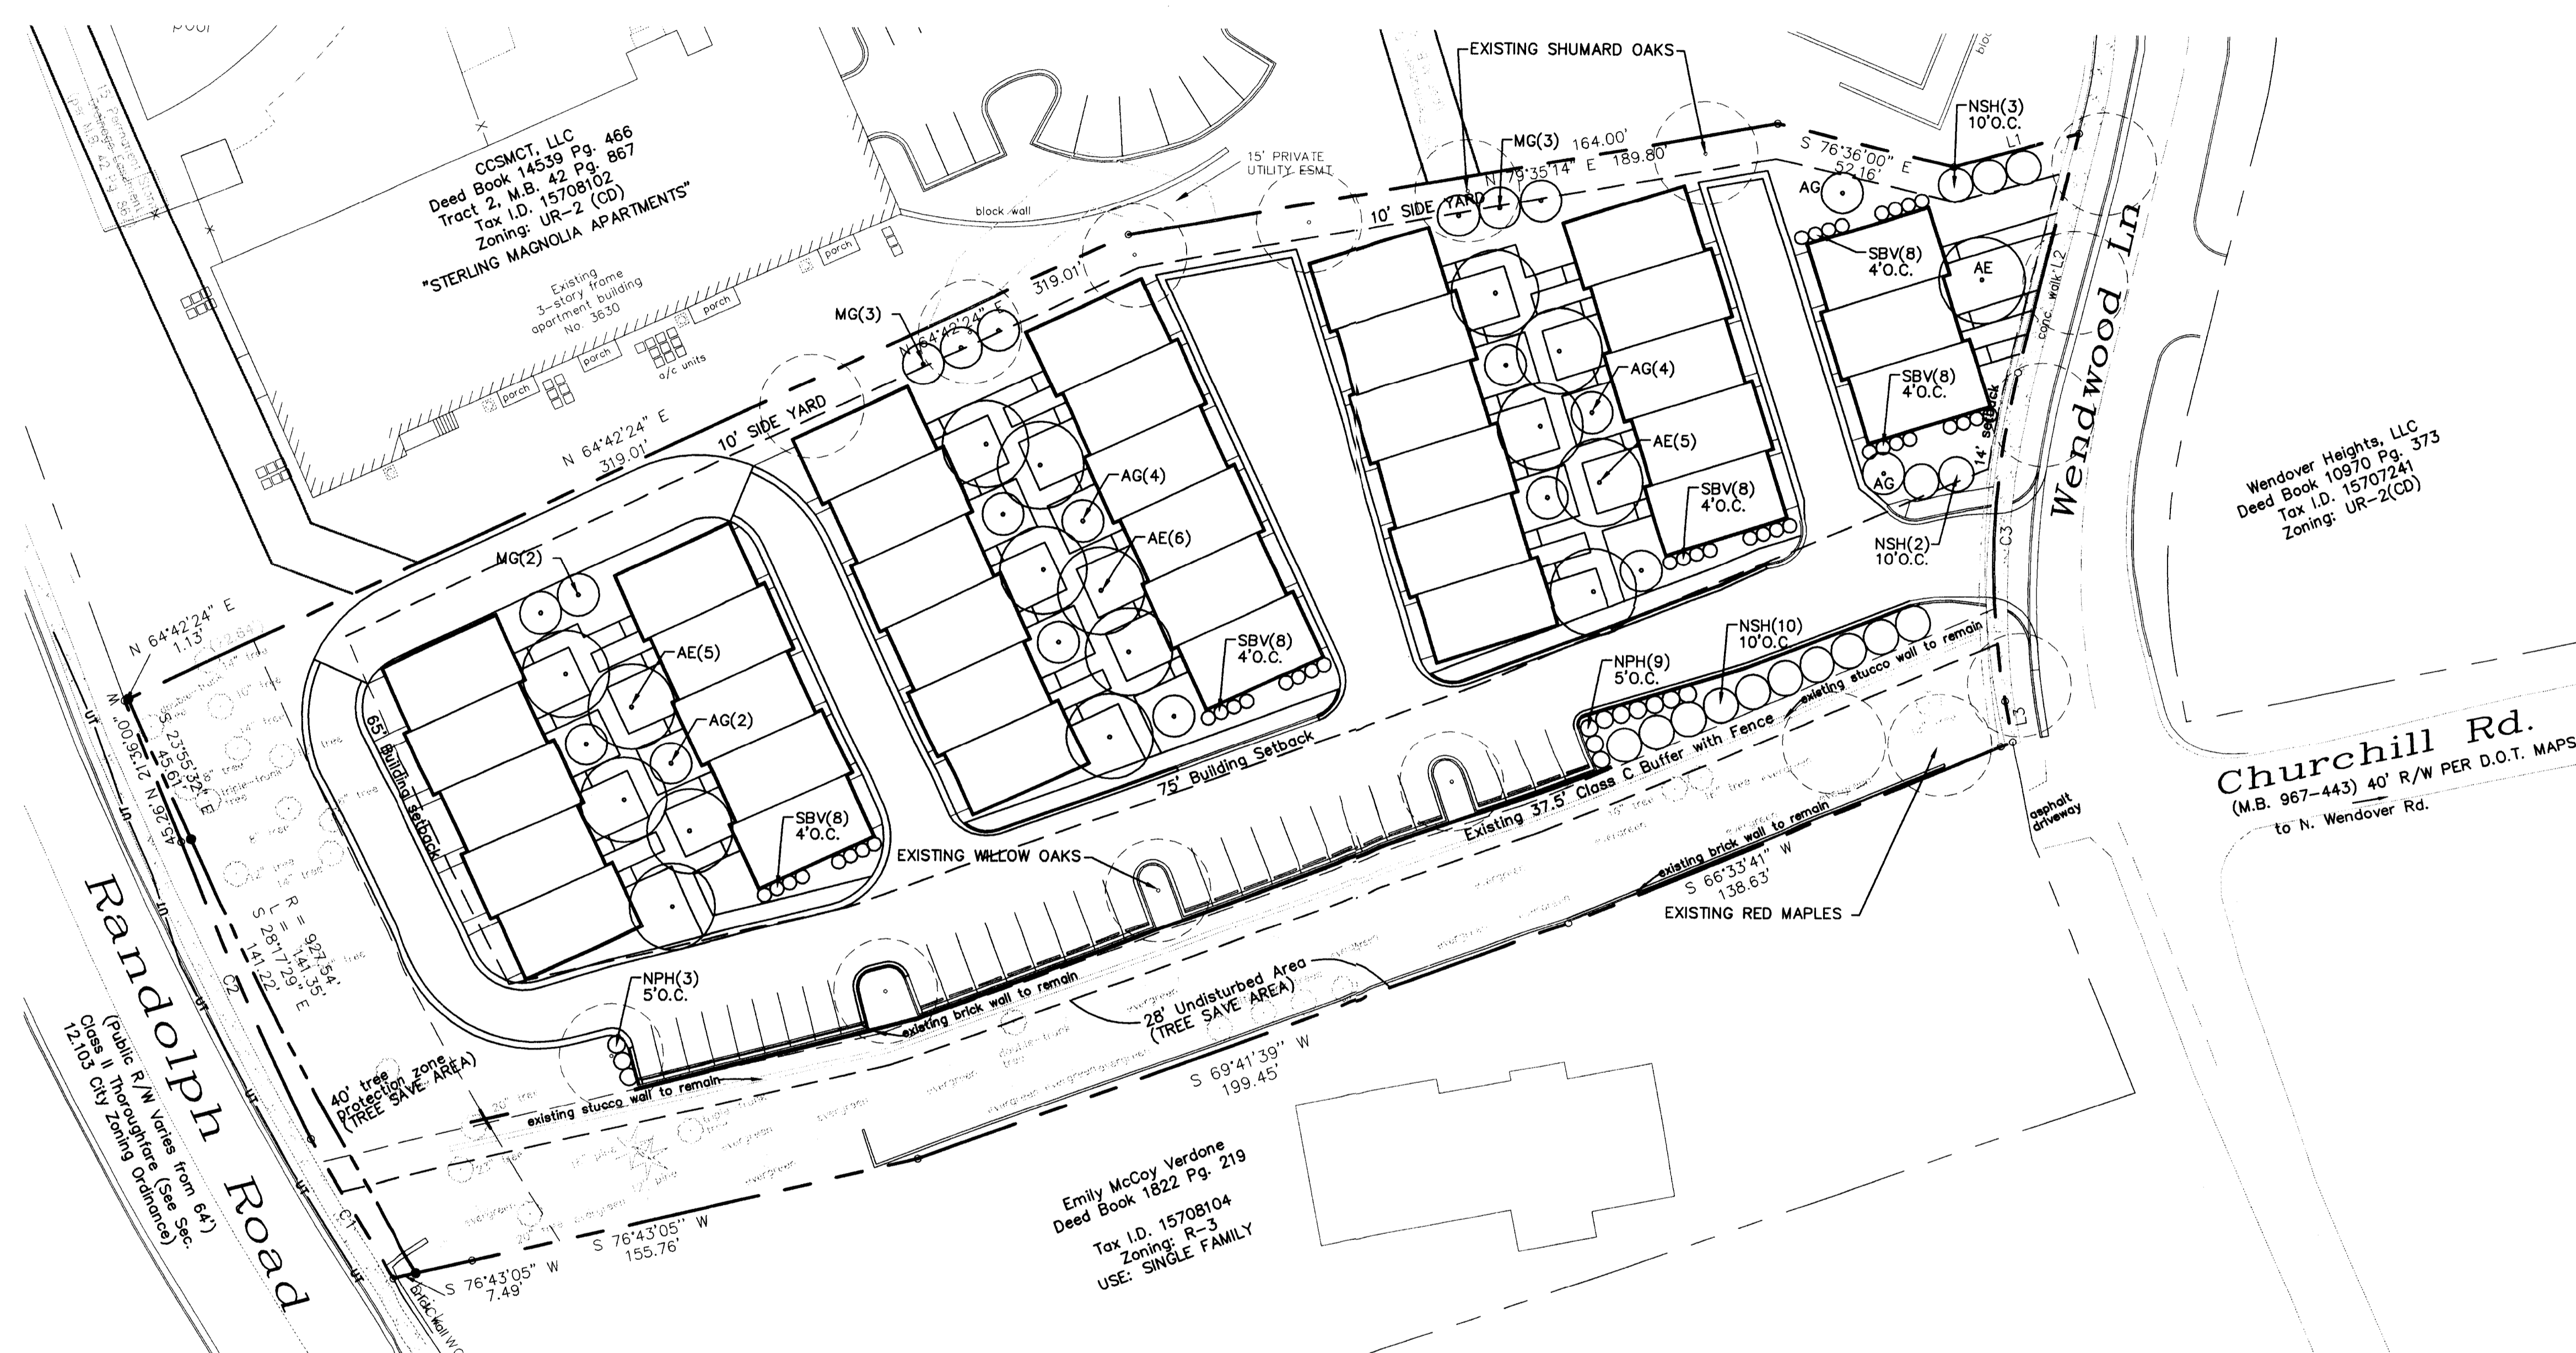 CCSMCT, LLC
Deed Book 14539 Pg. 466
Tract 2, M.B. 42 Pg. 867
Tax I.D. 15708102
Zoning: UR-2 (CD)
"STERLING MAGNOLIA APARTMENTS"
Existing
3-story frame
apartment building
No. 3630
porch
porch
porch
porch
a/c units
block wall
15' PRIVATE
UTILITY ESMT
EXISTING SHUMARD OAKS
MG(3)
164.00'
N 79°35'14" E 189.80'
10' SIDE YARD
S 76°36'00" E
52.16'
NSH(3)
10'O.C.
L1
AG
SBV(8)
4'O.C.
AE
conc. walk
L2
Wendwood Ln
MG(3)
N 64°42'24" E
319.01'
N 64°42'24" E
319.01'
10' SIDE YARD
AG(4)
AE(5)
SBV(8)
4'O.C.
SBV(8)
4'O.C.
14' setback
AG
NSH(2)
10'O.C.
C3
Wendover Heights, LLC
Deed Book 10970 Pg. 373
Tax I.D. 15707241
Zoning: UR-2(CD)
AG(4)
AE(6)
SBV(8)
4'O.C.
MG(2)
AE(5)
AG(2)
SBV(8)
4'O.C.
65' Building setback
75' Building Setback
N 64°42'24" E
1.13'
S 23°55'32" E
45.61'
45.26'
N 21°36'00" W
NPH(9)
5'O.C.
NSH(10)
10'O.C.
existing stucco wall to remain
Existing 37.5' Class C Buffer with Fence
existing brick wall to remain
S 66°33'41" W
138.63'
EXISTING RED MAPLES
L3
asphalt
driveway
Churchill Rd.
(M.B. 967-443) 40' R/W PER D.O.T. MAPS
to N. Wendover Rd.
EXISTING WILLOW OAKS
NPH(3)
5'O.C.
existing brick wall to remain
28' Undisturbed Area
(TREE SAVE AREA)
S 69°41'39" W
199.45'
existing stucco wall to remain
40' tree
protection zone
(TREE SAVE AREA)
R = 927.54'
L = 141.35'
S 28°17'29" E
141.22'
C2
C1
UT
UT
UT
UT
UT
UT
UT
Randolph Road
(Public R/W varies from 64')
Class II Thoroughfare (See Sec.
12.103 City Zoning Ordinance)
S 76°43'05" W
155.76'
S 76°43'05" W
7.49'
Emily McCoy Verdone
Deed Book 1822 Pg. 219
Tax I.D. 15708104
Zoning: R-3
USE: SINGLE FAMILY